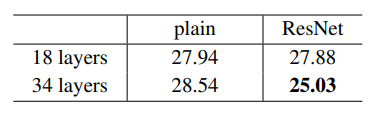 plain ResNet
18 layers 27.94 27.88
34 layers 28.54 25.03